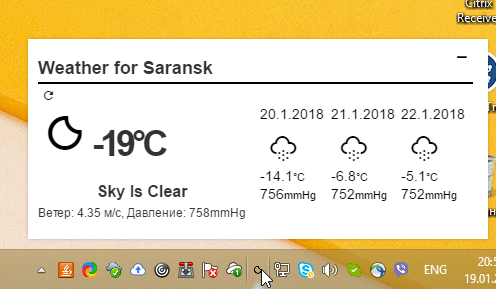 Citrix
Receive
Weather for Saransk
-19°C
Sky Is Clear
Ветер: 4.35 м/с, Давление: 758mmHg
20.1.2018 21.1.2018 22.1.2018
-14.1°C -6.8°C -5.1°C
756mmHg 752mmHg 752mmHg
ENG
20:5
19.01.2